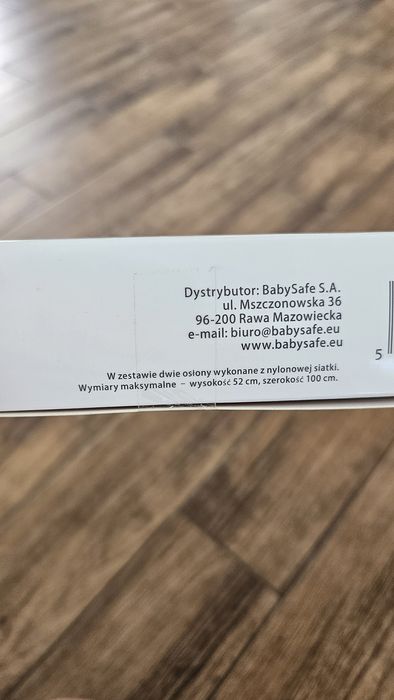 Dystrybutor: BabySafe S.A.
ul. Mszczonowska 36
96-200 Rawa Mazowiecka
e-mail: biuro@babysafe.eu
www.babysafe.eu
5
W zestawie dwie osłony wykonane z nylonowej siatki.
Wymiary maksymalne – wysokość 52 cm, szerokość 100 cm.